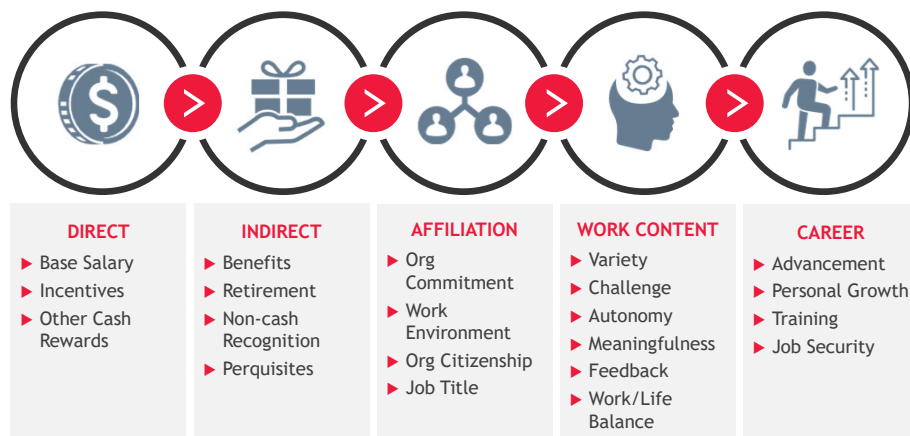 DIRECT
Base Salary
Incentives
Other Cash
Rewards
INDIRECT
Benefits
Retirement
Non-cash
Recognition
Perquisites
AFFILIATION
Org
Commitment
Work
Environment
Org Citizenship
Job Title
WORK CONTENT
Variety
Challenge
Autonomy
Meaningfulness
Feedback
Work/Life
Balance
CAREER
Advancement
Personal Growth
Training
Job Security